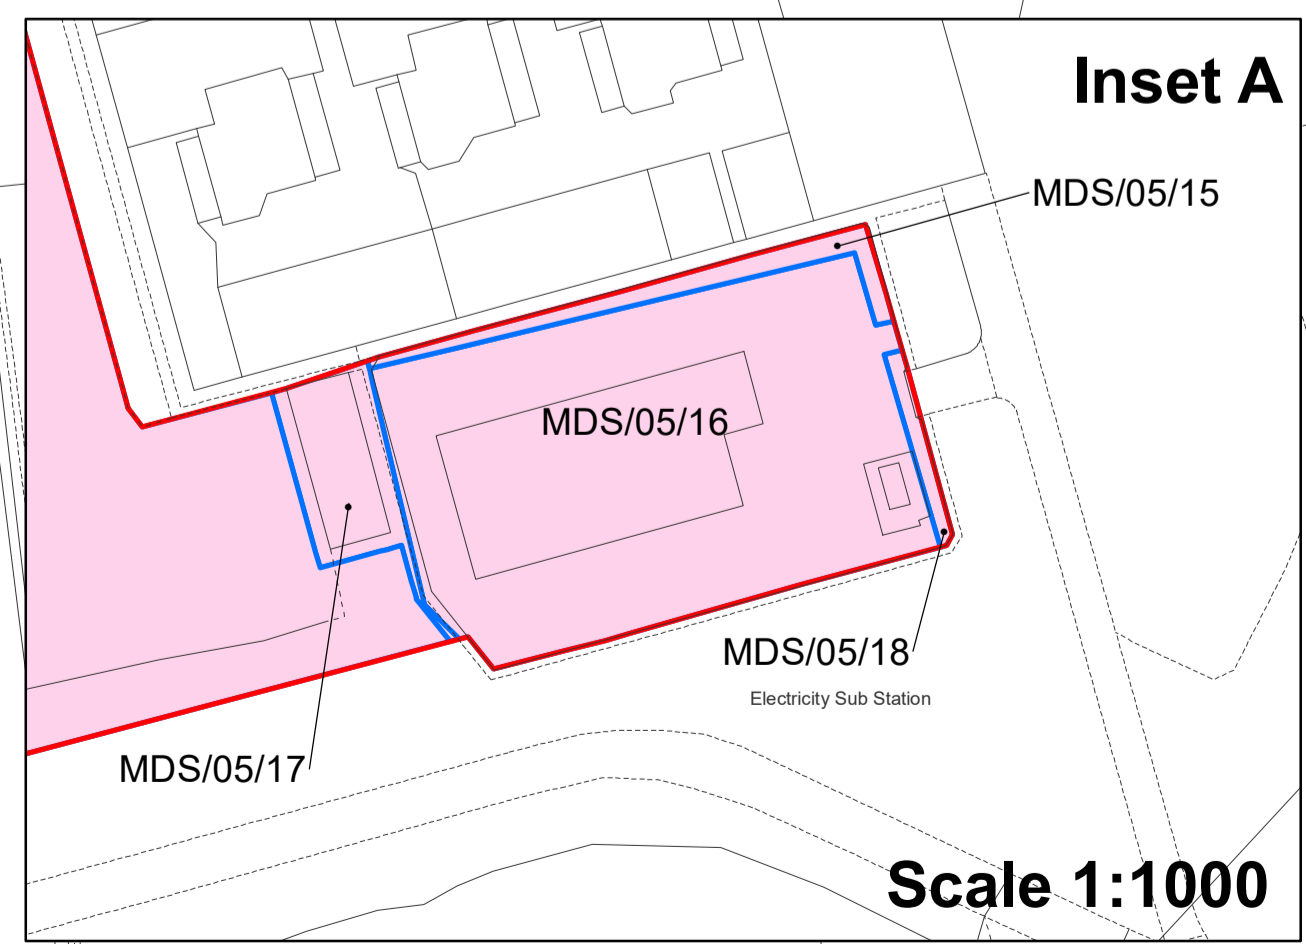 Inset A
MDS/05/15
MDS/05/16
MDS/05/18
Electricity Sub Station
MDS/05/17
Scale 1:1000